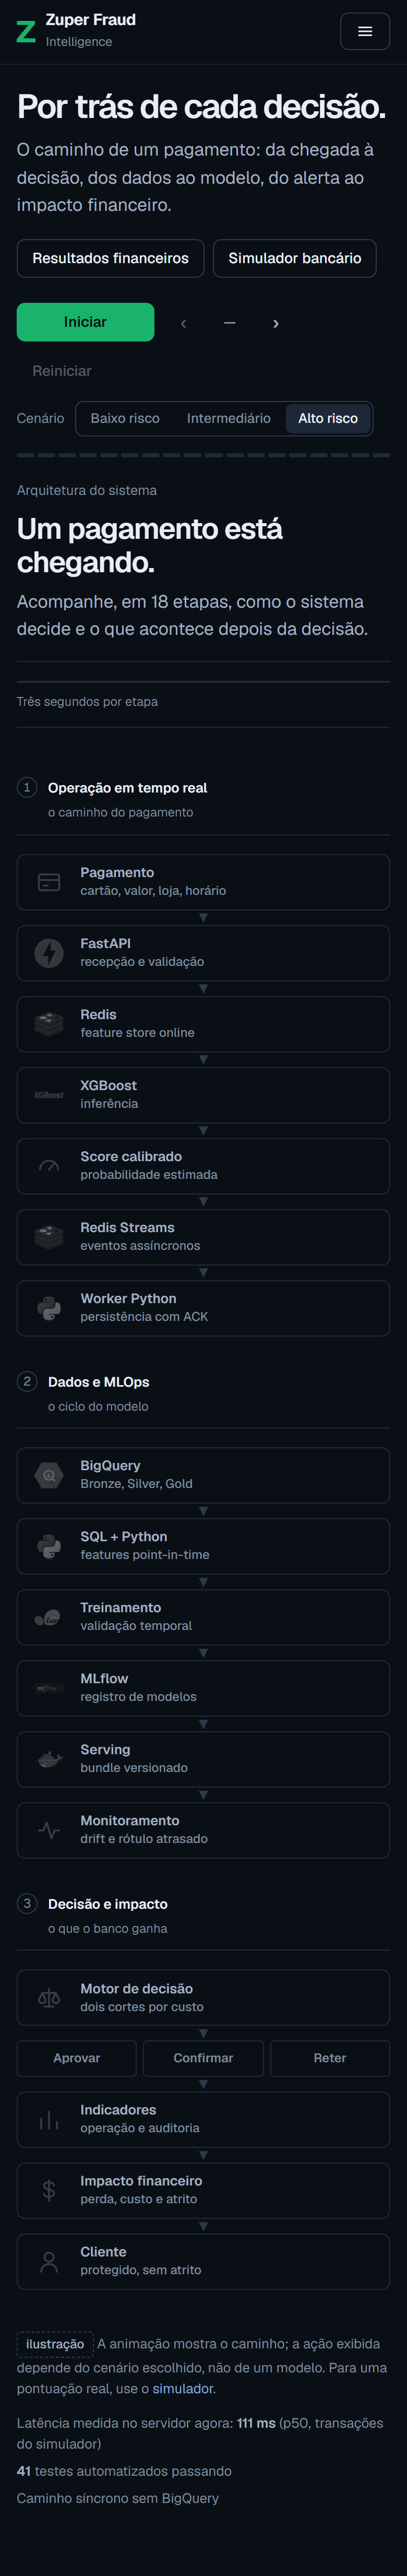 Zuper Fraud
Intelligence
Por trás de cada decisão.
O caminho de um pagamento: da chegada à
decisão, dos dados ao modelo, do alerta ao
impacto financeiro.
Resultados financeiros
Simulador bancário
Iniciar
‹ — ›
Reiniciar
Cenário
Baixo risco
Intermediário
Alto risco
Arquitetura do sistema
Um pagamento está
chegando.
Acompanhe, em 18 etapas, como o sistema
decide e o que acontece depois da decisão.
Três segundos por etapa
1 Operação em tempo real
o caminho do pagamento
Pagamento
cartão, valor, loja, horário
FastAPI
recepção e validação
Redis
feature store online
XGBoost
XGBoost
inferência
Score calibrado
probabilidade estimada
Redis Streams
eventos assíncronos
Worker Python
persistência com ACK
2 Dados e MLOps
o ciclo do modelo
BigQuery
Bronze, Silver, Gold
SQL + Python
features point-in-time
Treinamento
validação temporal
mlflow
MLflow
registro de modelos
Serving
bundle versionado
Monitoramento
drift e rótulo atrasado
3 Decisão e impacto
o que o banco ganha
Motor de decisão
dois cortes por custo
Aprovar
Confirmar
Reter
Indicadores
operação e auditoria
Impacto financeiro
perda, custo e atrito
Cliente
protegido, sem atrito
ilustração A animação mostra o caminho; a ação exibida
depende do cenário escolhido, não de um modelo. Para uma
pontuação real, use o simulador.
Latência medida no servidor agora: 111 ms (p50, transações
do simulador)
41 testes automatizados passando
Caminho síncrono sem BigQuery